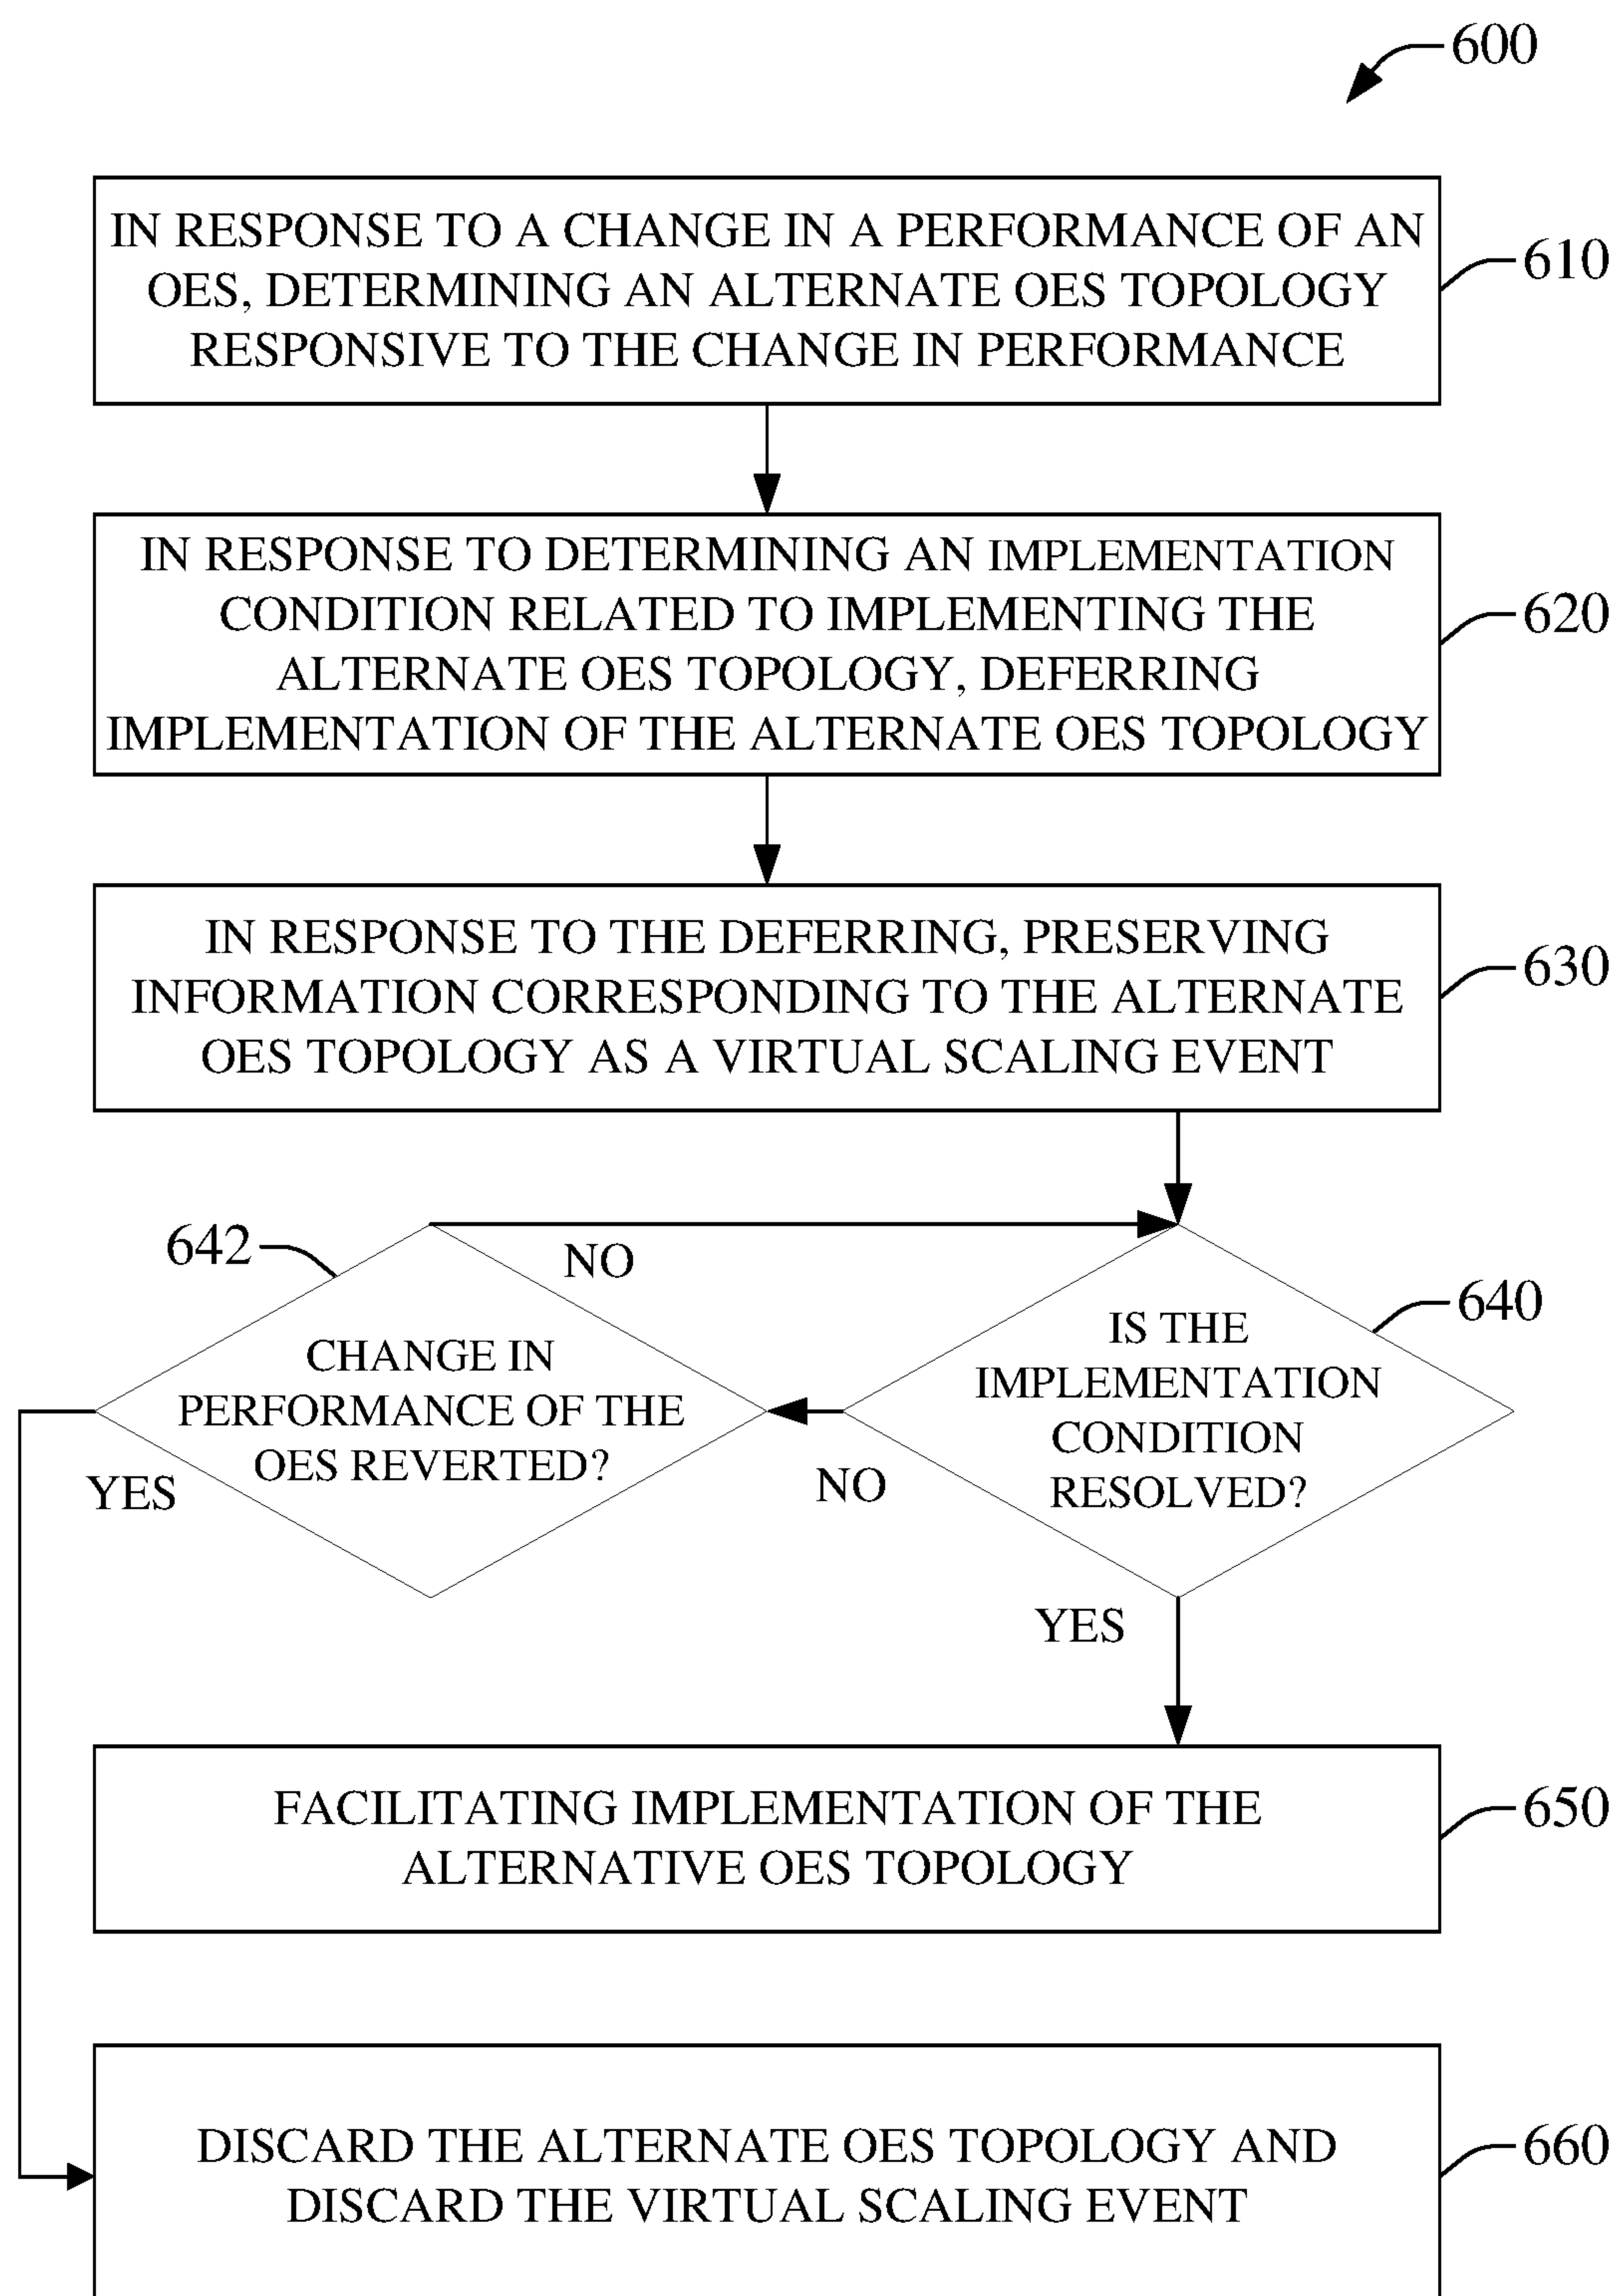 600
IN RESPONSE TO A CHANGE IN A PERFORMANCE OF AN
OES, DETERMINING AN ALTERNATE OES TOPOLOGY
RESPONSIVE TO THE CHANGE IN PERFORMANCE
610
IN RESPONSE TO DETERMINING AN IMPLEMENTATION
CONDITION RELATED TO IMPLEMENTING THE
ALTERNATE OES TOPOLOGY, DEFERRING
IMPLEMENTATION OF THE ALTERNATE OES TOPOLOGY
620
IN RESPONSE TO THE DEFERRING, PRESERVING
INFORMATION CORRESPONDING TO THE ALTERNATE
OES TOPOLOGY AS A VIRTUAL SCALING EVENT
630
642
NO
CHANGE IN
PERFORMANCE OF THE
OES REVERTED?
YES
640
IS THE
IMPLEMENTATION
CONDITION
RESOLVED?
NO
YES
FACILITATING IMPLEMENTATION OF THE
ALTERNATIVE OES TOPOLOGY
650
DISCARD THE ALTERNATE OES TOPOLOGY AND
DISCARD THE VIRTUAL SCALING EVENT
660